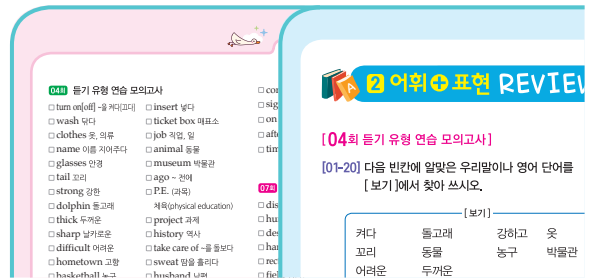 04회 듣기 유형 연습 모의고사
□ turn on[off] ~을 켜다[끄다]
□ wash 닦다
□ clothes 옷, 의류
□ name 이름 지어주다
□ glasses 안경
□ tail 꼬리
□ strong 강한
□ dolphin 돌고래
□ thick 두꺼운
□ sharp 날카로운
□ difficult 어려운
□ hometown 고향
□ basketball 농구
□ insert 넣다
□ ticket box 매표소
□ job 직업, 일
□ animal 동물
□ museum 박물관
□ ago ~ 전에
□ P.E. (과목)
체육(physical education)
□ project 과제
□ history 역사
□ take care of ~를 돌보다
□ sweat 땀을 흘리다
□ husband 남편
07회
2 어휘+표현 REVIEW
[04회 듣기 유형 연습 모의고사]
[01-20] 다음 빈칸에 알맞은 우리말이나 영어 단어를
[보기]에서 찾아 쓰시오.
[보기]
켜다 돌고래 강하고 옷
꼬리 동물 농구 박물관
어려운 두꺼운